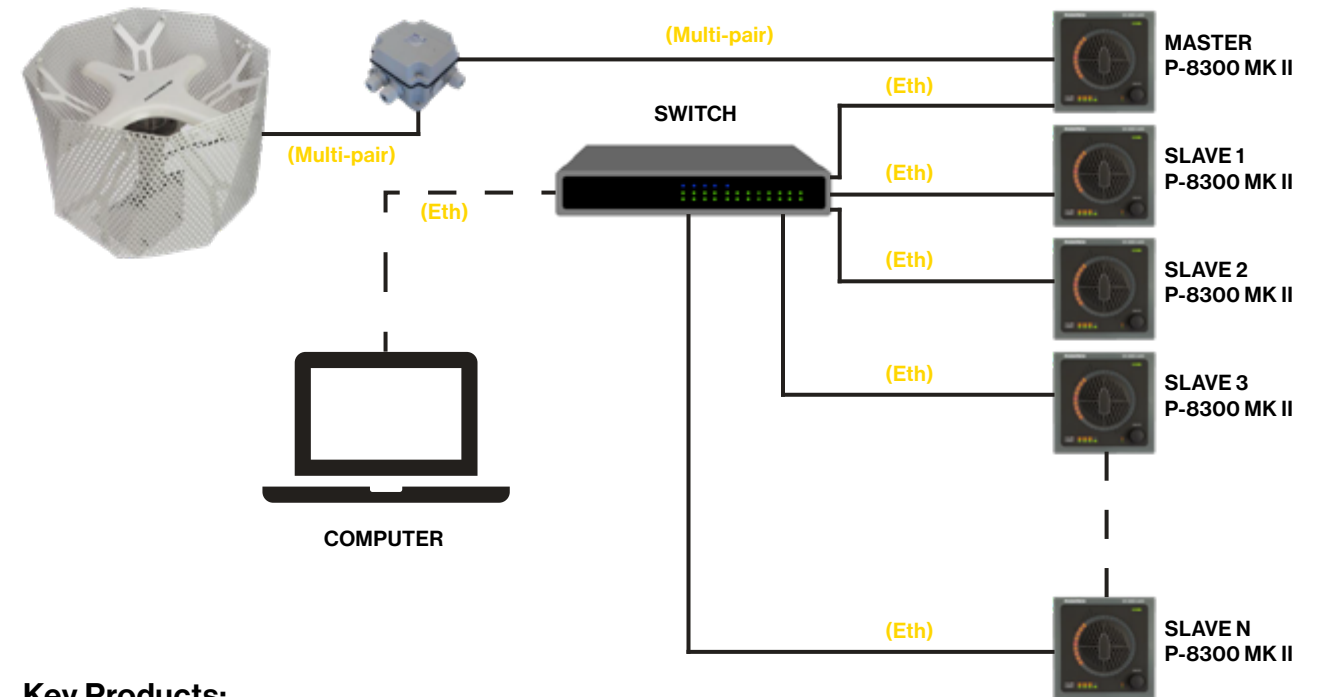 (Multi-pair)
MASTER
P-8300 MK II
(Eth)
SWITCH
(Multi-pair)
SLAVE 1
P-8300 MK II
(Eth)
(Eth)
SLAVE 2
P-8300 MK II
(Eth)
SLAVE 3
P-8300 MK II
(Eth)
COMPUTER
SLAVE N
P-8300 MK II
(Eth)
Key Products: